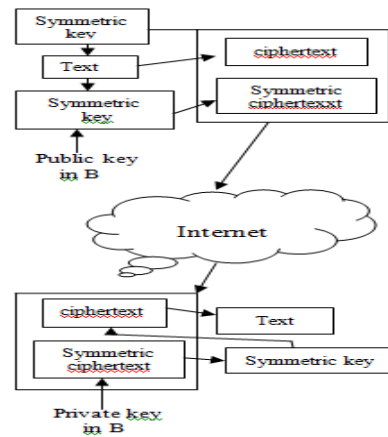 Symmetric
key
Text
Symmetric
key
Public key
in B
ciphertext
Symmetric
ciphertexxt
Internet
ciphertext
Symmetric
ciphertext
Text
Symmetric key
Private key
in B